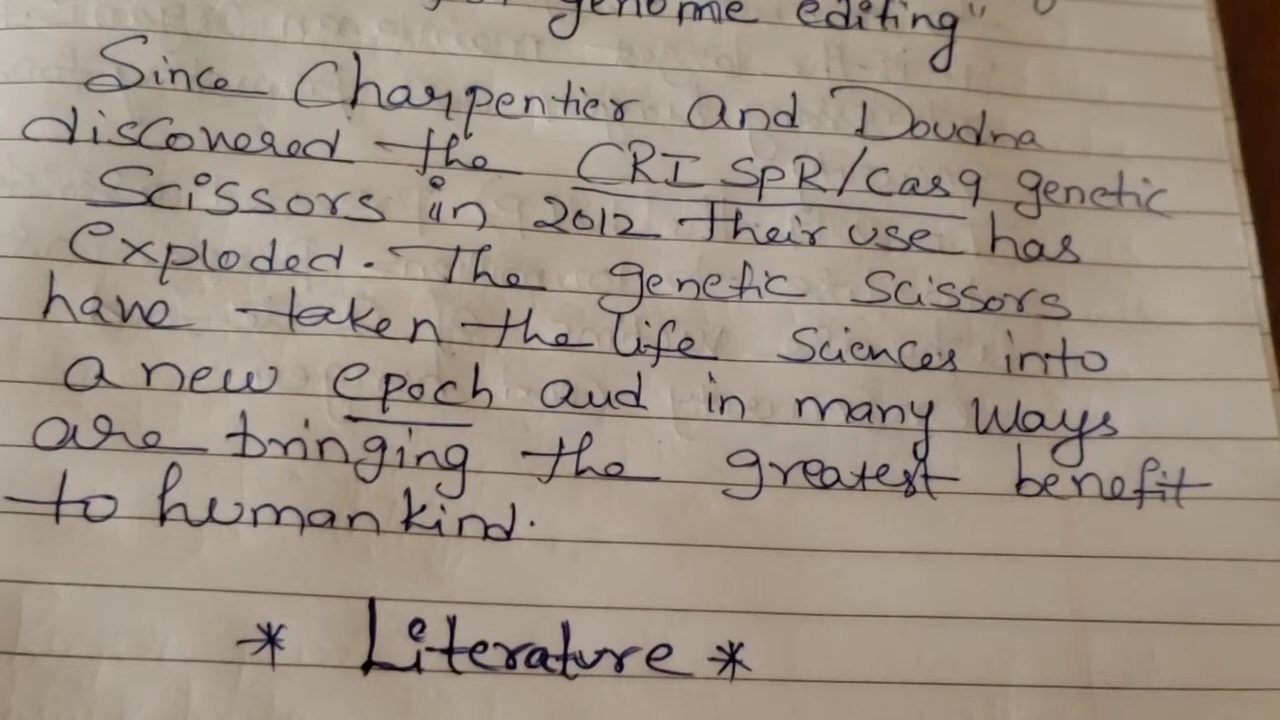 genome editing"
Since Charpentier and Doudna
discovered the CRISPR/Cas9 genetic
Scissors in 2012 their use has
exploded. The genetic Scissors
have taken the life Sciences into
a new epoch and in many ways
are bringing the greatest benefit
to humankind.
* Literature *